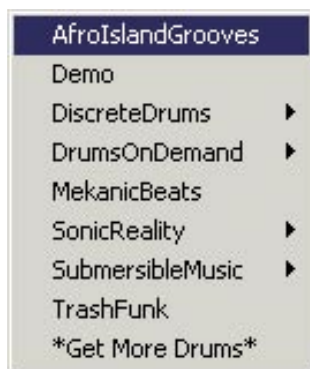 AfroIslandGrooves
Demo
DiscreteDrums
DrumsOnDemand
MekanicBeats
SonicReality
SubmersibleMusic
TrashFunk
*Get More Drums*